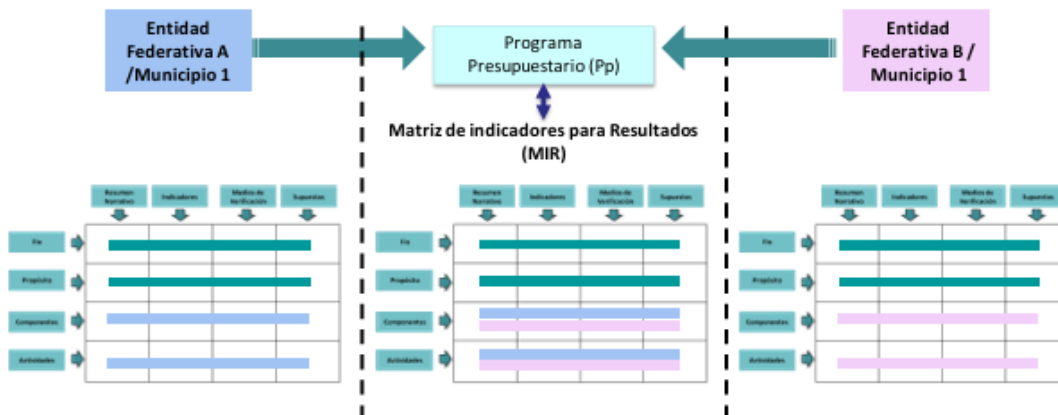 Entidad
Federativa A
/Municipio 1
Programa
Presupuestario (Pp)
Entidad
Federativa B /
Municipio 1
Matriz de indicadores para Resultados
(MIR)
Resumen
Narrativo
Indicadores
Medios de
Verificación
Supuestos
Fin
Propósito
Componentes
Actividades
Resumen
Narrativo
Indicadores
Medios de
Verificación
Supuestos
Fin
Propósito
Componentes
Actividades
Resumen
Narrativo
Indicadores
Medios de
Verificación
Supuestos
Fin
Propósito
Componentes
Actividades